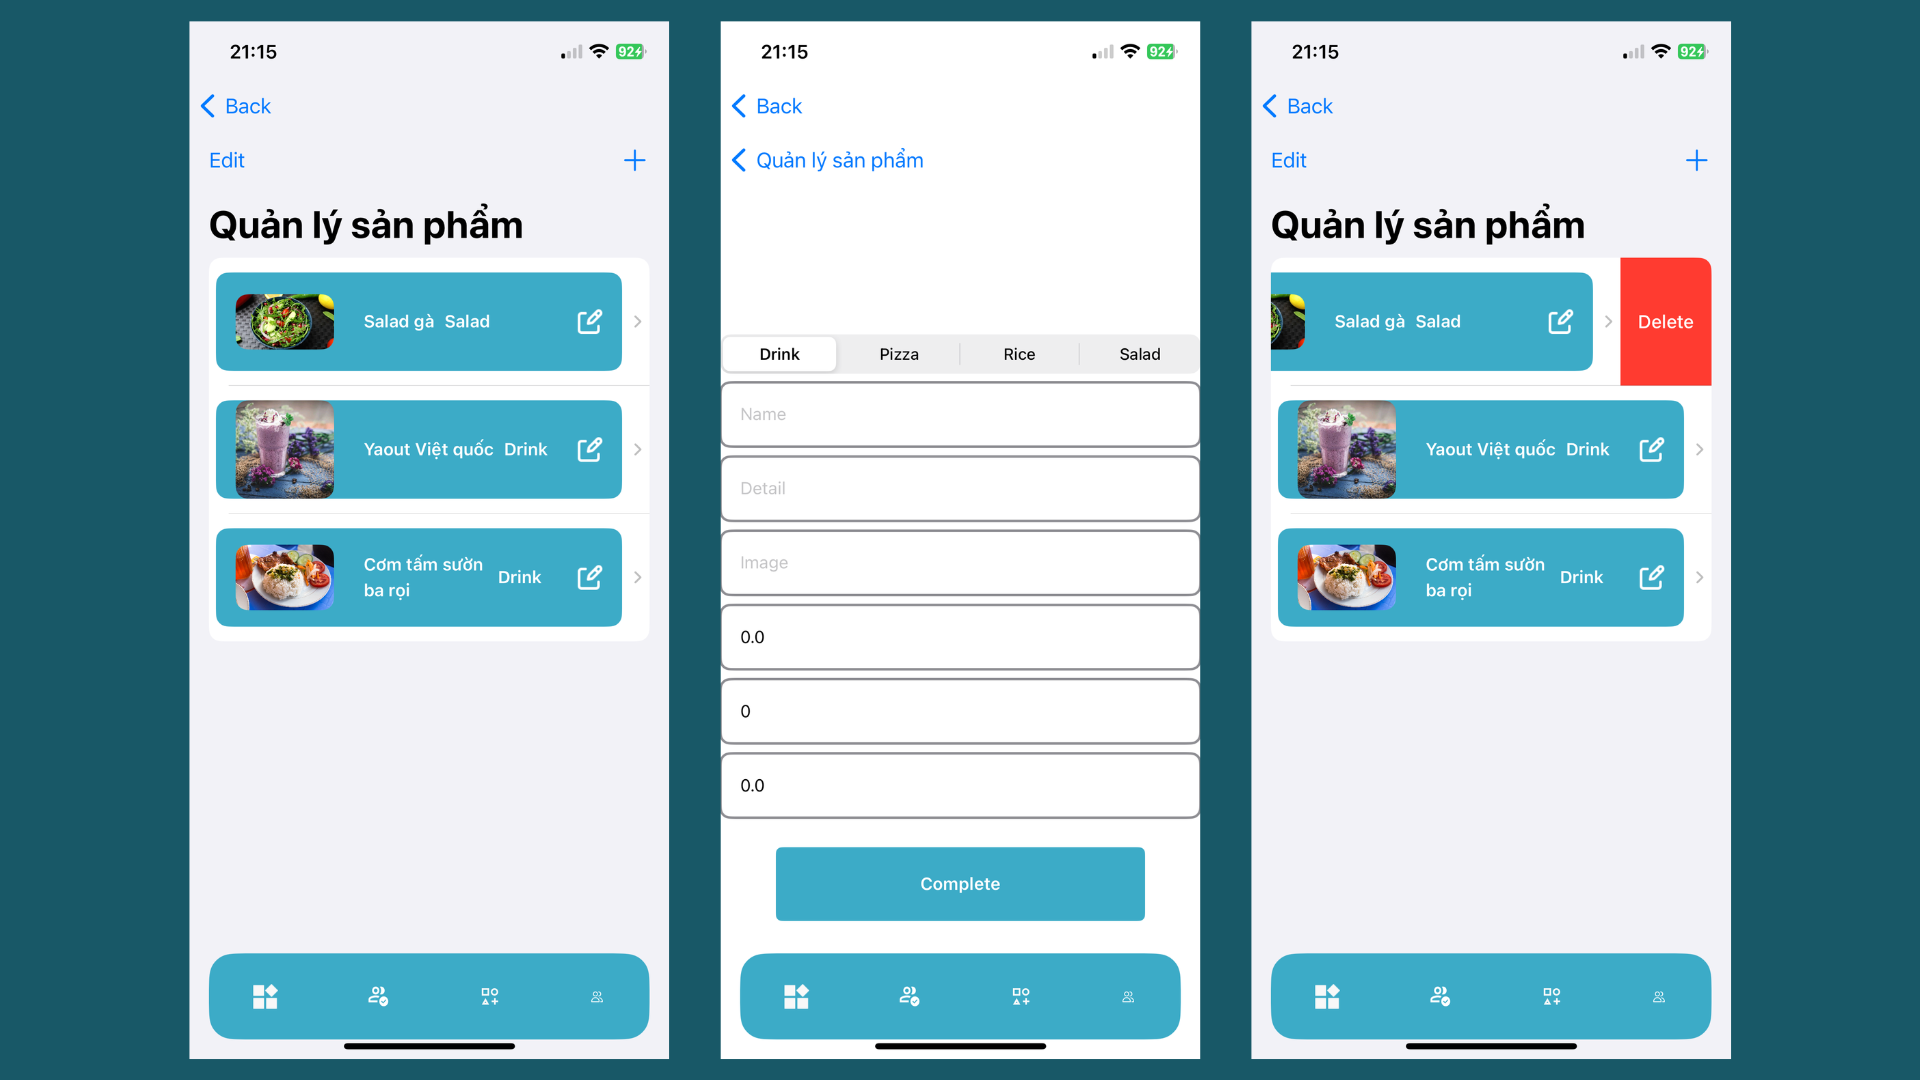 21:15
92
Back
Edit
Quản lý sản phẩm
Salad gà Salad
Yaout Việt quốc Drink
Cơm tấm sườn
ba rọi
Drink
21:15
92
Back
Quản lý sản phẩm
Drink Pizza Rice Salad
Name
Detail
Image
0.0
0
0.0
Complete
21:15
92
Back
Edit
Quản lý sản phẩm
Salad gà Salad
Delete
Yaout Việt quốc Drink
Cơm tấm sườn
ba rọi
Drink